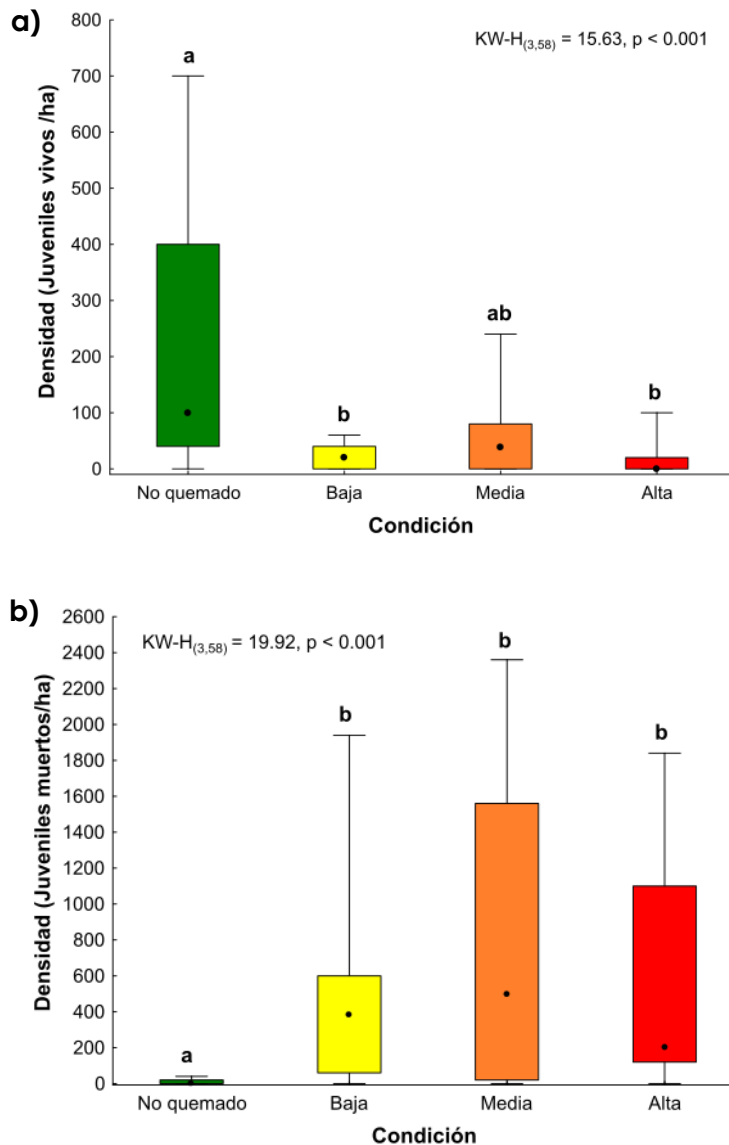 a)
KW-H(3,58) = 15.63, p < 0.001
Densidad (Juveniles vivos /ha)
800
700
600
500
400
300
200
100
0
a
b
ab
b
No quemado Baja Media Alta
Condición
b)
KW-H(3,58) = 19.92, p < 0.001
Densidad (Juveniles muertos/ha)
2600
2400
2200
2000
1800
1600
1400
1200
1000
800
600
400
200
0
a
b
b
b
No quemado Baja Media Alta
Condición